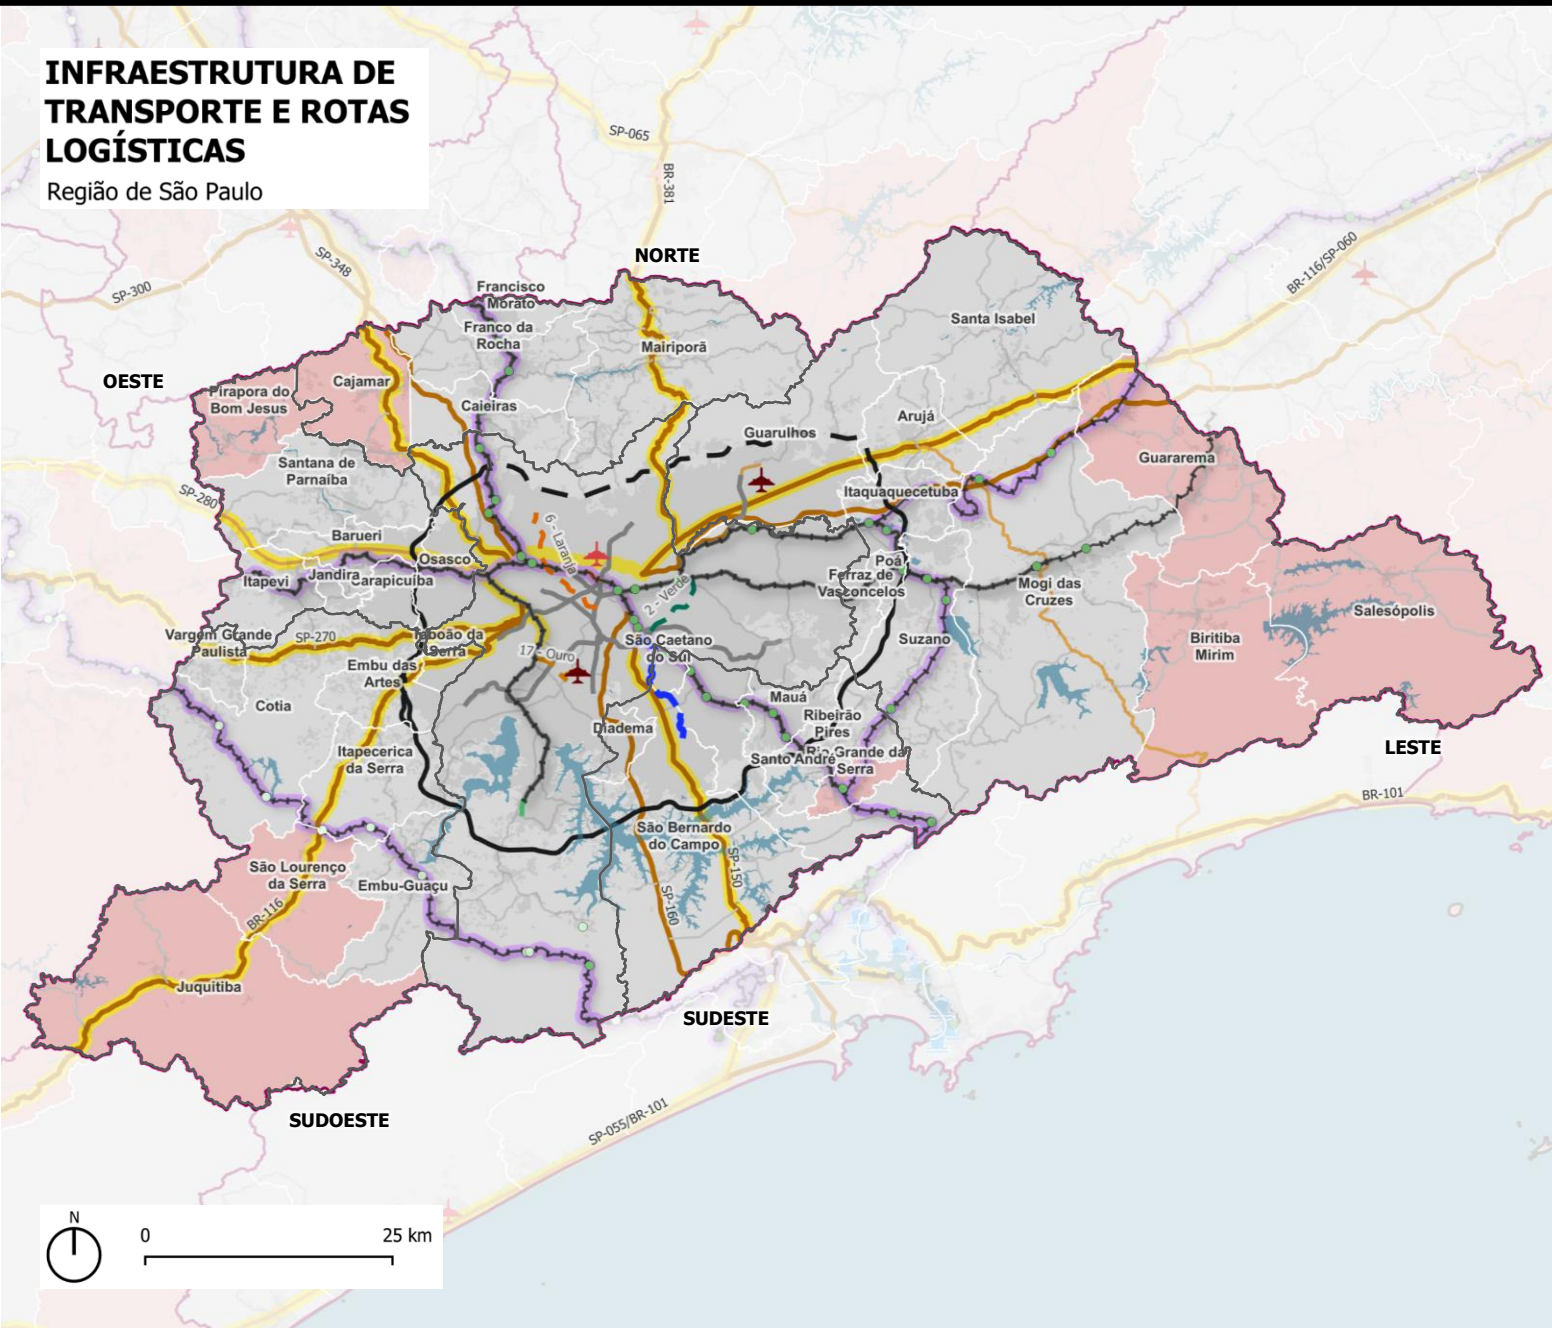 INFRAESTRUTURA DE
TRANSPORTE E ROTAS
LOGÍSTICAS
Região de São Paulo
SP-065
BR-381
NORTE
SP-348
SP-300
BR-116/SP-060
Francisco
Morato
Franco da
Rocha
Mairiporã
Santa Isabel
OESTE
Pirapora do
Bom Jesus
Cajamar
Caieiras
Arujá
Guarulhos
Guararema
Santana de
Parnaíba
SP-280
Itaquaquecetuba
6 - Laranja
Barueri
Osasco
Itapevi
Jandira
Carapicuíba
Poá
Ferraz de
Vasconcelos
Mogi das
Cruzes
2 - Verde
Salesópolis
Biritiba
Mirim
Vargem Grande
Paulista
SP-270
Taboão da
Serra
São Caetano
do Sul
Suzano
17 - Ouro
Embu das
Artes
Cotia
Mauá
Ribeirão
Pires
Diadema
Itapecerica
da Serra
Santo André
Rio Grande da
Serra
LESTE
BR-101
São Bernardo
do Campo
SP-150
São Lourenço
da Serra
Embu-Guaçu
BR-116
SP-160
Juquitiba
SUDESTE
SUDOESTE
SP-055/BR-101
N
0
25 km